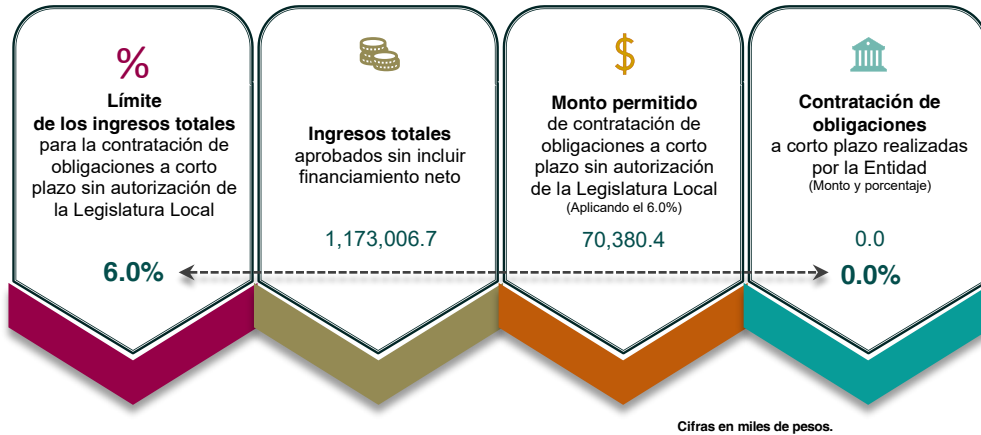 %
Límite
de los ingresos totales
para la contratación de
obligaciones a corto
plazo sin autorización de
la Legislatura Local
6.0%
Ingresos totales
aprobados sin incluir
financiamiento neto
1,173,006.7
$
Monto permitido
de contratación de
obligaciones a corto
plazo sin autorización
de la Legislatura Local
(Aplicando el 6.0%)
70,380.4
Contratación de
obligaciones
a corto plazo realizadas
por la Entidad
(Monto y porcentaje)
0.0
0.0%
Cifras en miles de pesos.